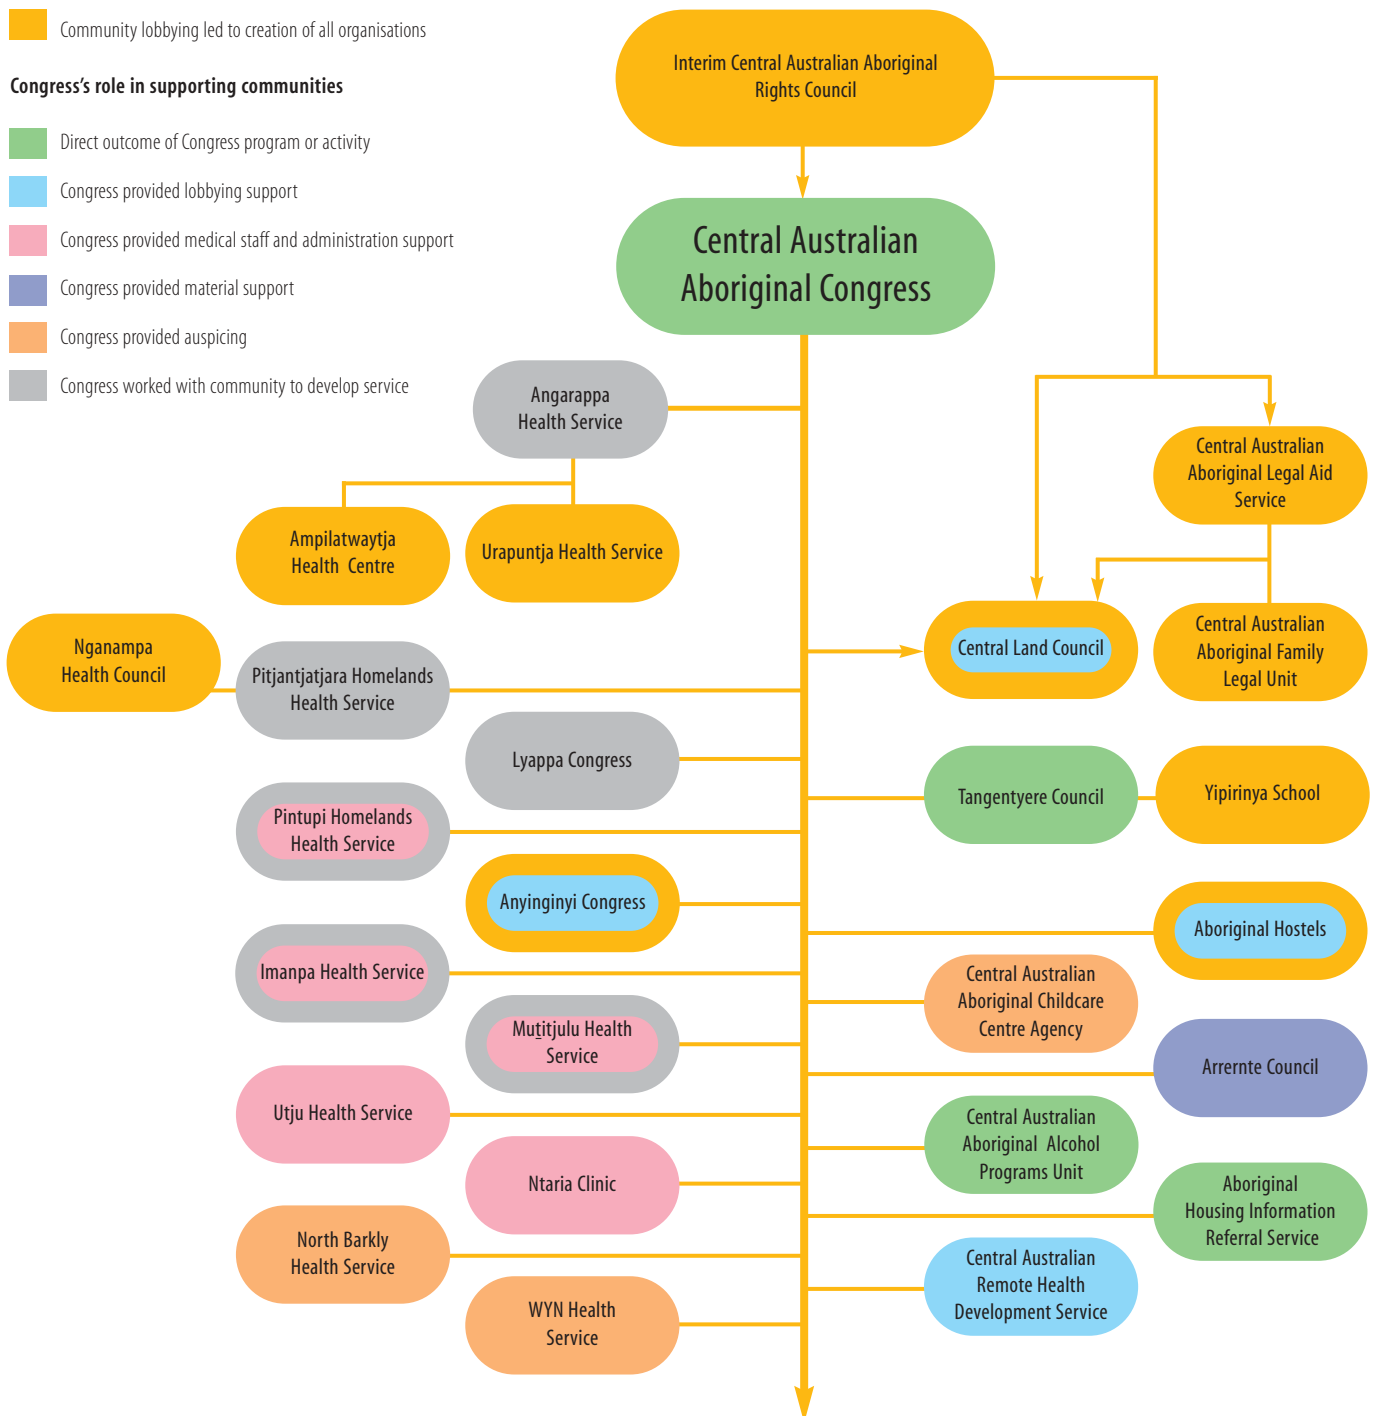 Community lobbying led to creation of all organisations
Congress's role in supporting communities
Direct outcome of Congress program or activity
Congress provided lobbying support
Congress provided medical staff and administration support
Congress provided material support
Congress provided auspicing
Congress worked with community to develop service
Interim Central Australian Aboriginal
Rights Council
Central Australian
Aboriginal Congress
Angarappa
Health Service
Ampilatwaytja
Health Centre
Urapuntja Health Service
Nganampa
Health Council
Pitjantjatjara Homelands
Health Service
Lyappa Congress
Pintupi Homelands
Health Service
Anyinginyi Congress
Imanpa Health Service
Muṯitjulu Health
Service
Utju Health Service
Ntaria Clinic
North Barkly
Health Service
WYN Health
Service
Central Australian
Aboriginal Legal Aid
Service
Central Land Council
Central Australian
Aboriginal Family
Legal Unit
Tangentyere Council
Yipirinya School
Aboriginal Hostels
Central Australian
Aboriginal Childcare
Centre Agency
Arrernte Council
Central Australian
Aboriginal Alcohol
Programs Unit
Aboriginal
Housing Information
Referral Service
Central Australian
Remote Health
Development Service